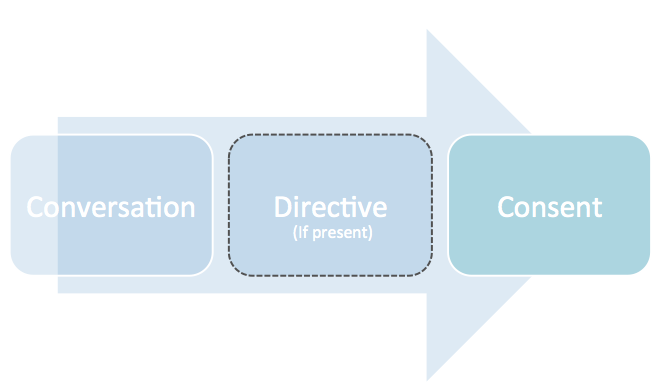 Conversation
Directive
(If present)
Consent